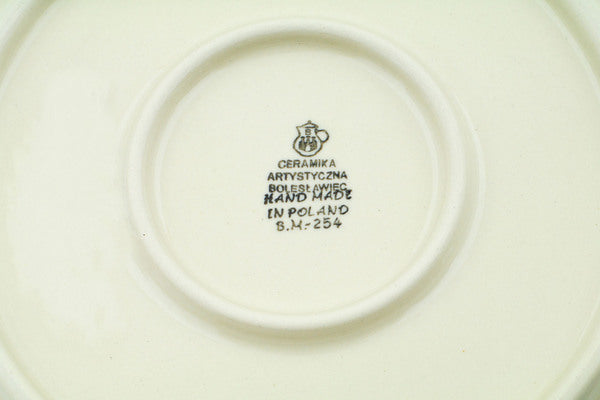 CERAMIKA
ARTYSTYCZNA
BOLESŁAWIEC
HAND MADE
IN POLAND
B.M.-254